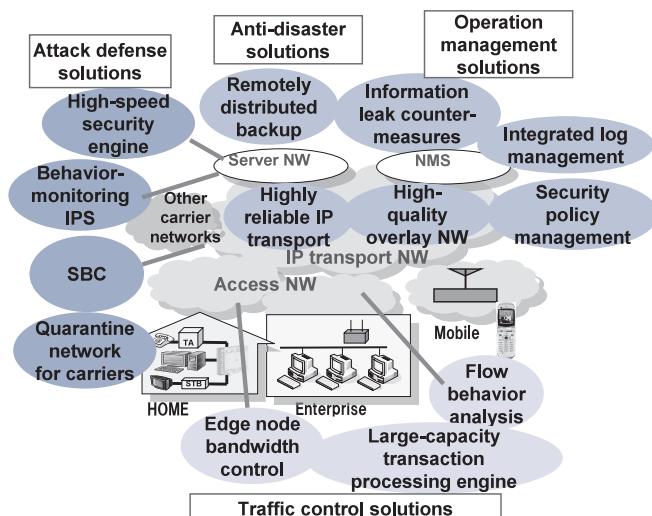 Attack defense
solutions
Anti-disaster
solutions
Operation
management
solutions
High-speed
security
engine
Remotely
distributed
backup
Information
leak counter-
measures
Integrated log
management
Server NW
NMS
Behavior-
monitoring
IPS
Other
carrier
networks
Highly
reliable IP
transport
High-
quality
overlay NW
Security
policy
management
IP transport NW
SBC
Access NW
Mobile
Quarantine
network
for carriers
TA
STB
HOME
Enterprise
Flow
behavior
analysis
Edge node
bandwidth
control
Large-capacity
transaction
processing engine
Traffic control solutions